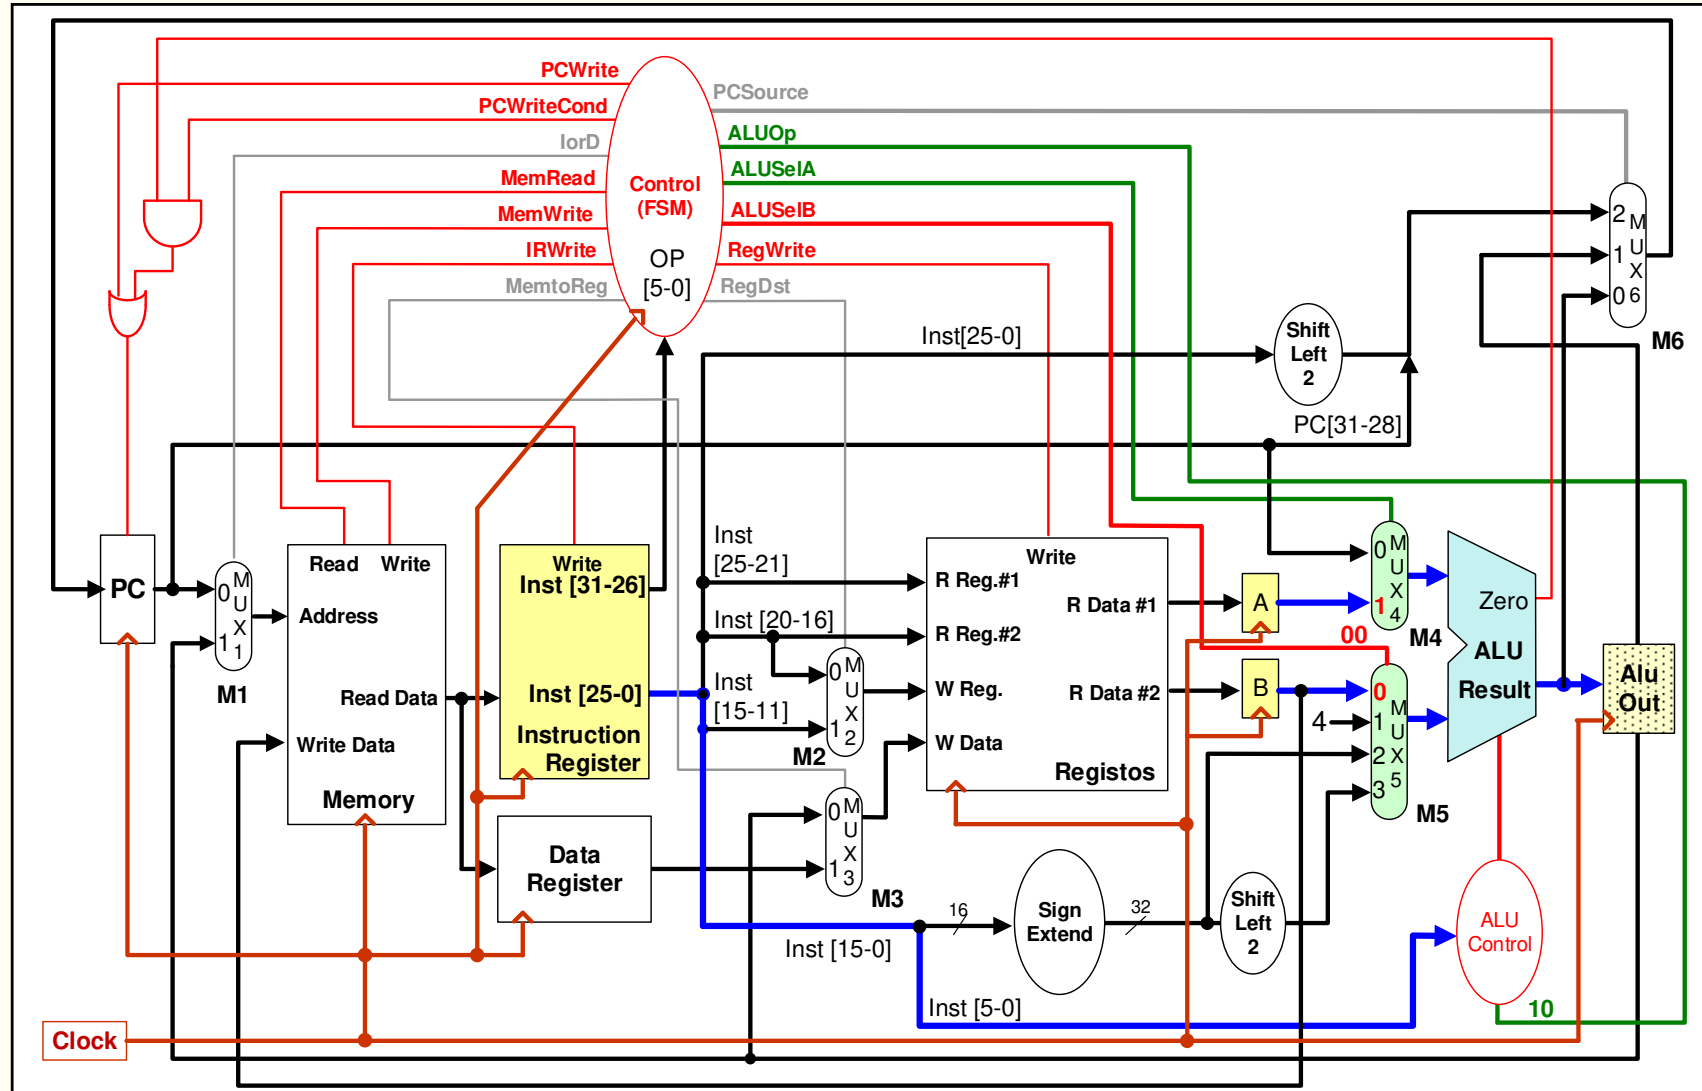 PCWrite
PCSource
PCWriteCond
ALUOp
IorD
ALUSelA
MemRead
Control
(FSM)
ALUSelB
MemWrite
RegWrite
IRWrite
OP
[5-0]
MemtoReg
RegDst
2
1
0
M
U
X
6
M6
Inst[25-0]
Shift
Left
2
PC[31-28]
PC
0
1
M
U
X
1
M1
Read
Write
Address
Read Data
Write Data
Memory
Write
Inst [31-26]
Inst [25-0]
Instruction
Register
Data
Register
Inst
[25-21]
Inst [20-16]
Inst
[15-11]
0
1
M
U
X
2
M2
0
1
M
U
X
3
M3
Write
R Reg.#1
R Data #1
R Reg.#2
W Reg.
R Data #2
W Data
Registos
A
B
0
1
M
U
X
4
M4
00
4
0
1
2
3
M
U
X
5
M5
Zero
ALU
Result
Alu
Out
16
Sign
Extend
32
Shift
Left
2
ALU
Control
Inst [15-0]
Inst [5-0]
10
Clock